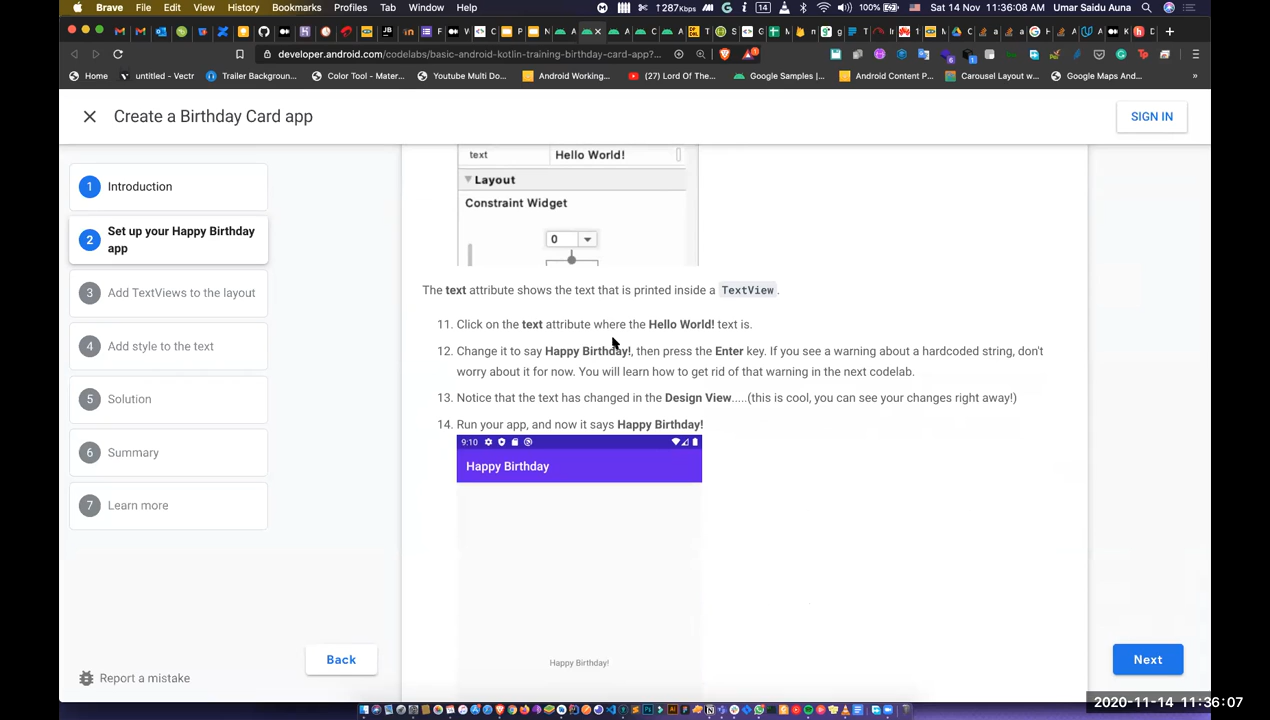 Brave File Edit View History Bookmarks Profiles Tab Window Help
↑287Kbps
14
100%
Sat 14 Nov 11:36:08 AM Umar Saidu Auna
developer.android.com/codelabs/basic-android-kotlin-training-birthday-card-app?...
Home untitled - Vectr Trailer Backgroun... Color Tool - Mater... Youtube Multi Do... Android Working... (27) Lord Of The... Google Samples |... Android Content P... Carousel Layout w... Google Maps And... »
Create a Birthday Card app
SIGN IN
1 Introduction
2 Set up your Happy Birthday
app
3 Add TextViews to the layout
4 Add style to the text
5 Solution
6 Summary
7 Learn more
Report a mistake
text Hello World!
Layout
Constraint Widget
0
The text attribute shows the text that is printed inside a TextView.
11. Click on the text attribute where the Hello World! text is.
12. Change it to say Happy Birthday!, then press the Enter key. If you see a warning about a hardcoded string, don't
worry about it for now. You will learn how to get rid of that warning in the next codelab.
13. Notice that the text has changed in the Design View.....(this is cool, you can see your changes right away!)
14. Run your app, and now it says Happy Birthday!
9:10
Happy Birthday
Happy Birthday!
Back
Next
2020-11-14 11:36:07